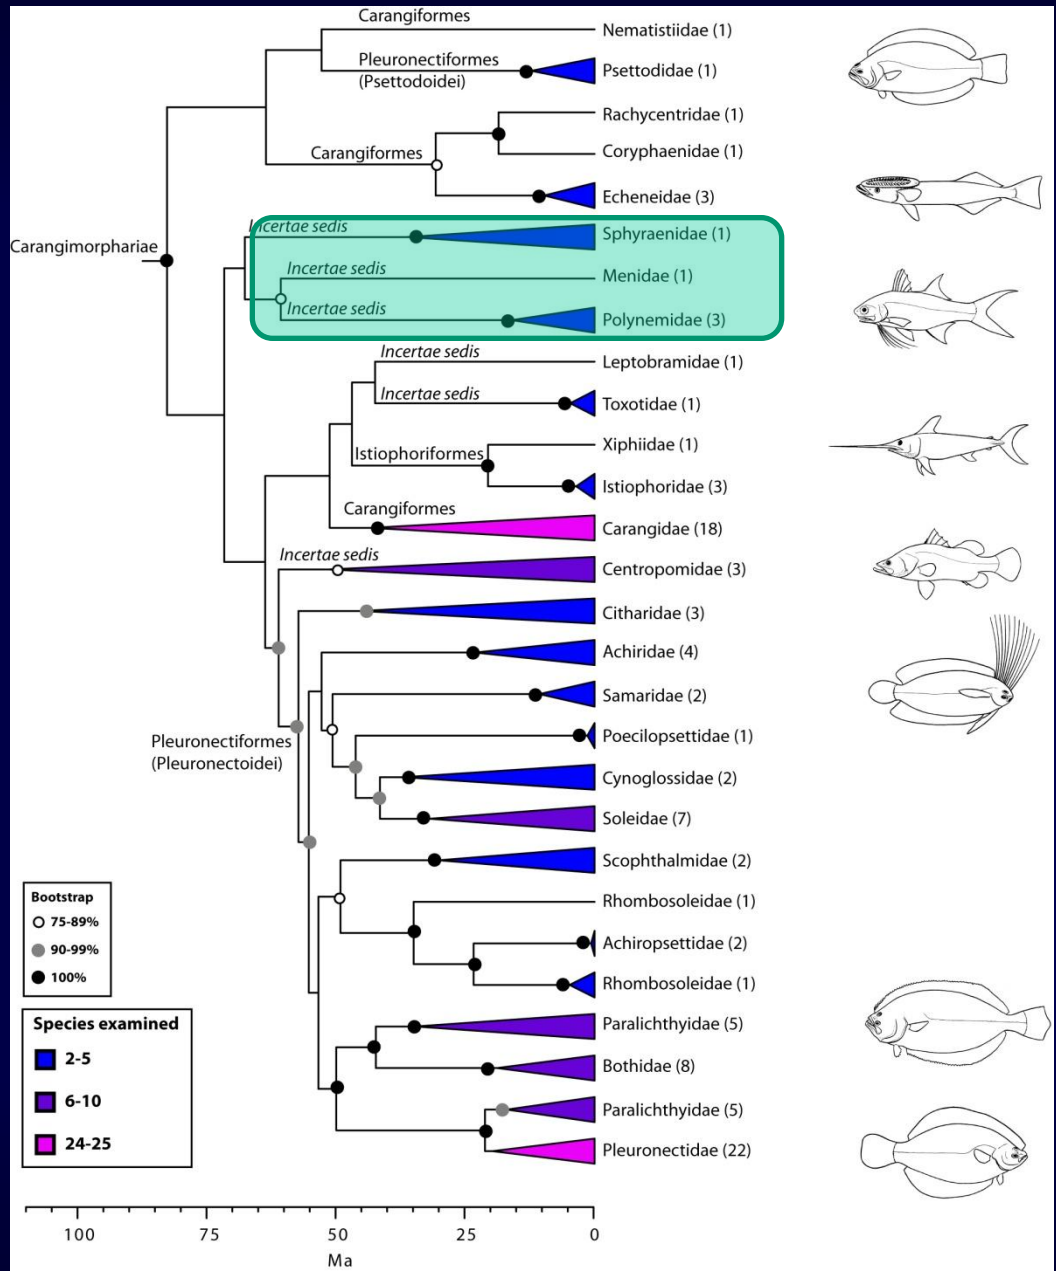 Carangiformes
Nematistiidae (1)
Pleuronectiformes
(Psettodoidei)
Psettodidae (1)
Rachycentridae (1)
Carangiformes
Coryphaenidae (1)
Echeneidae (3)
Carangimorphariae
Incertae sedis
Sphyraenidae (1)
Incertae sedis
Menidae (1)
Incertae sedis
Polynemidae (3)
Incertae sedis
Leptobramidae (1)
Incertae sedis
Toxotidae (1)
Istiophoriformes
Xiphiidae (1)
Istiophoridae (3)
Carangiformes
Carangidae (18)
Incertae sedis
Centropomidae (3)
Citharidae (3)
Achiridae (4)
Samaridae (2)
Pleuronectiformes
(Pleuronectoidei)
Poecilopsettidae (1)
Cynoglossidae (2)
Soleidae (7)
Scophthalmidae (2)
Rhombosoleidae (1)
Achiropsettidae (2)
Rhombosoleidae (1)
Paralichthyidae (5)
Bothidae (8)
Paralichthyidae (5)
Pleuronectidae (22)
Bootstrap
75-89%
90-99%
100%
Species examined
2-5
6-10
24-25
100 75 50 25 0
Ma